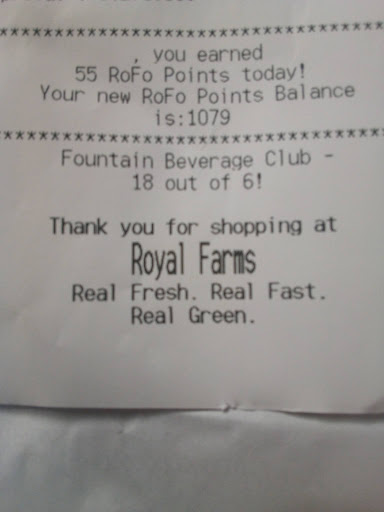 ************************************
, you earned
55 RoFo Points today!
Your new RoFo Points Balance
is:1079
************************************
Fountain Beverage Club -
18 out of 6!
Thank you for shopping at
Royal Farms
Real Fresh. Real Fast.
Real Green.